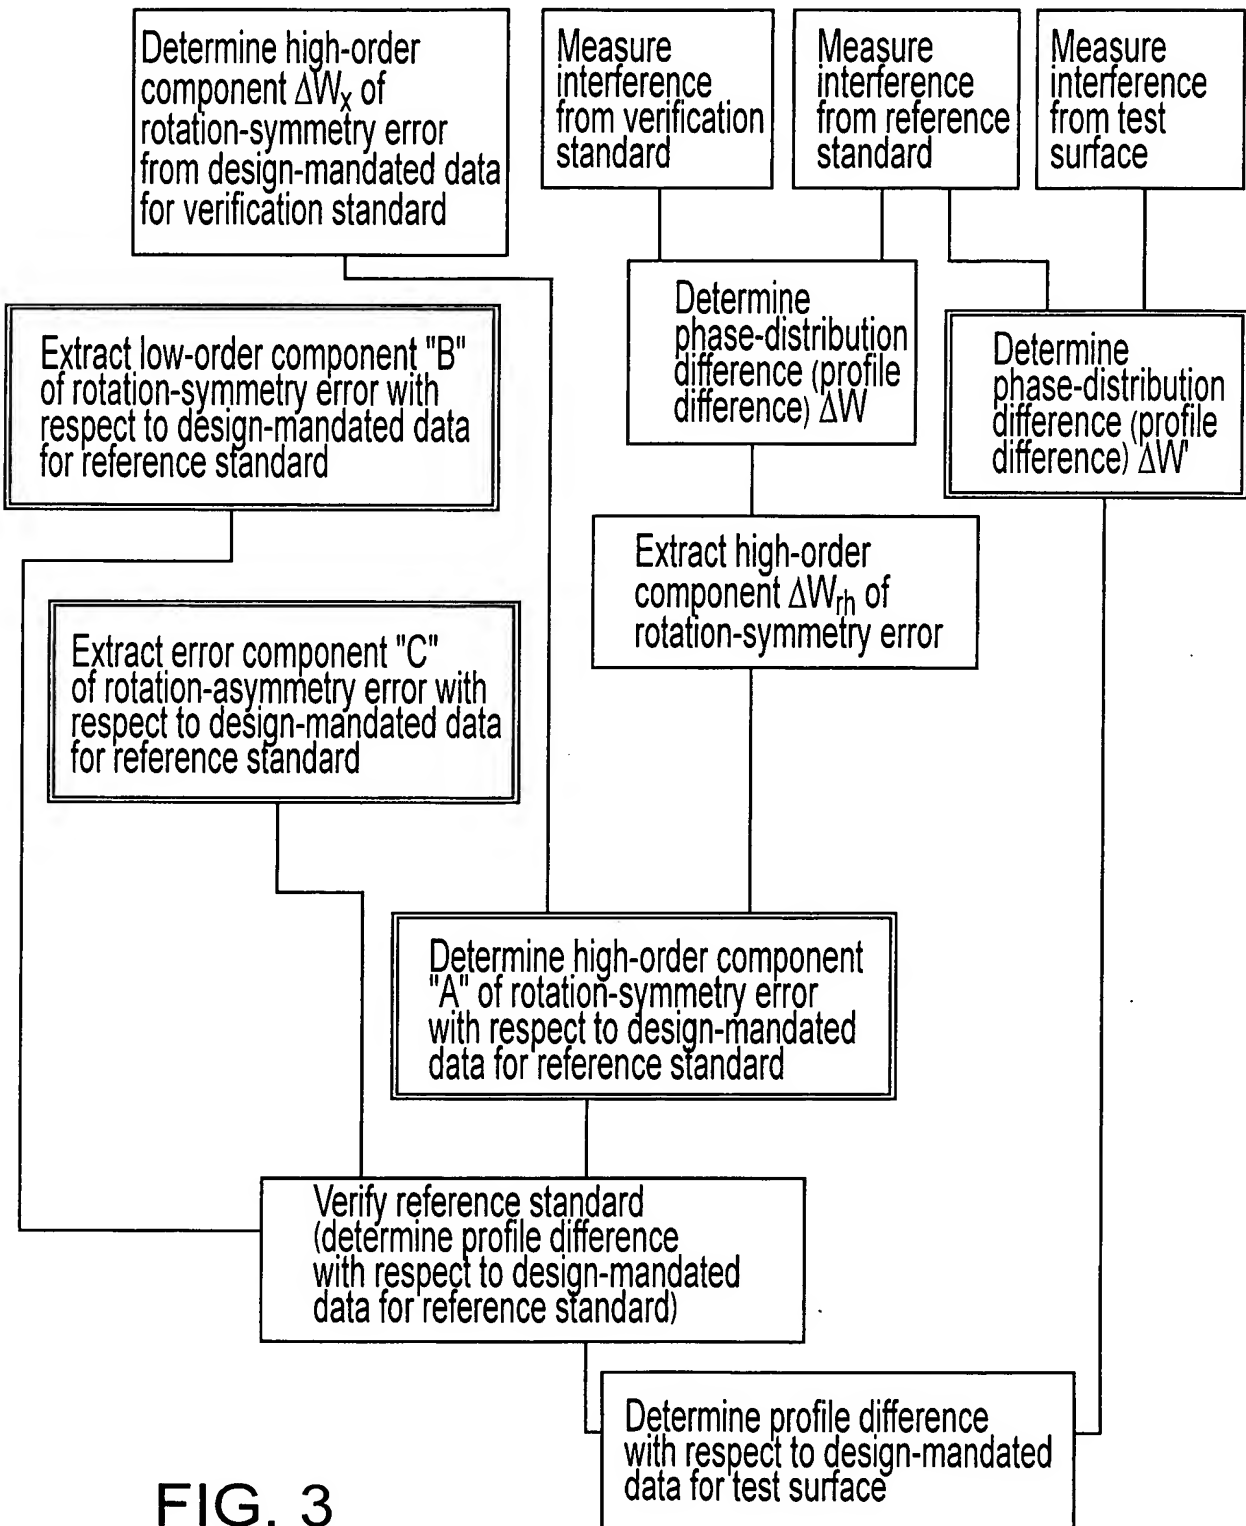 Determine high-order
component ΔWx of
rotation-symmetry error
from design-mandated data
for verification standard
Measure
interference
from verification
standard
Measure
interference
from reference
standard
Measure
interference
from test
surface
Extract low-order component "B"
of rotation-symmetry error with
respect to design-mandated data
for reference standard
Determine
phase-distribution
difference (profile
difference) ΔW
Determine
phase-distribution
difference (profile
difference) ΔW'
Extract high-order
component ΔWrh of
rotation-symmetry error
Extract error component "C"
of rotation-asymmetry error with
respect to design-mandated data
for reference standard
Determine high-order component
"A" of rotation-symmetry error
with respect to design-mandated
data for reference standard
Verify reference standard
(determine profile difference
with respect to design-mandated
data for reference standard)
Determine profile difference
with respect to design-mandated
data for test surface
FIG. 3